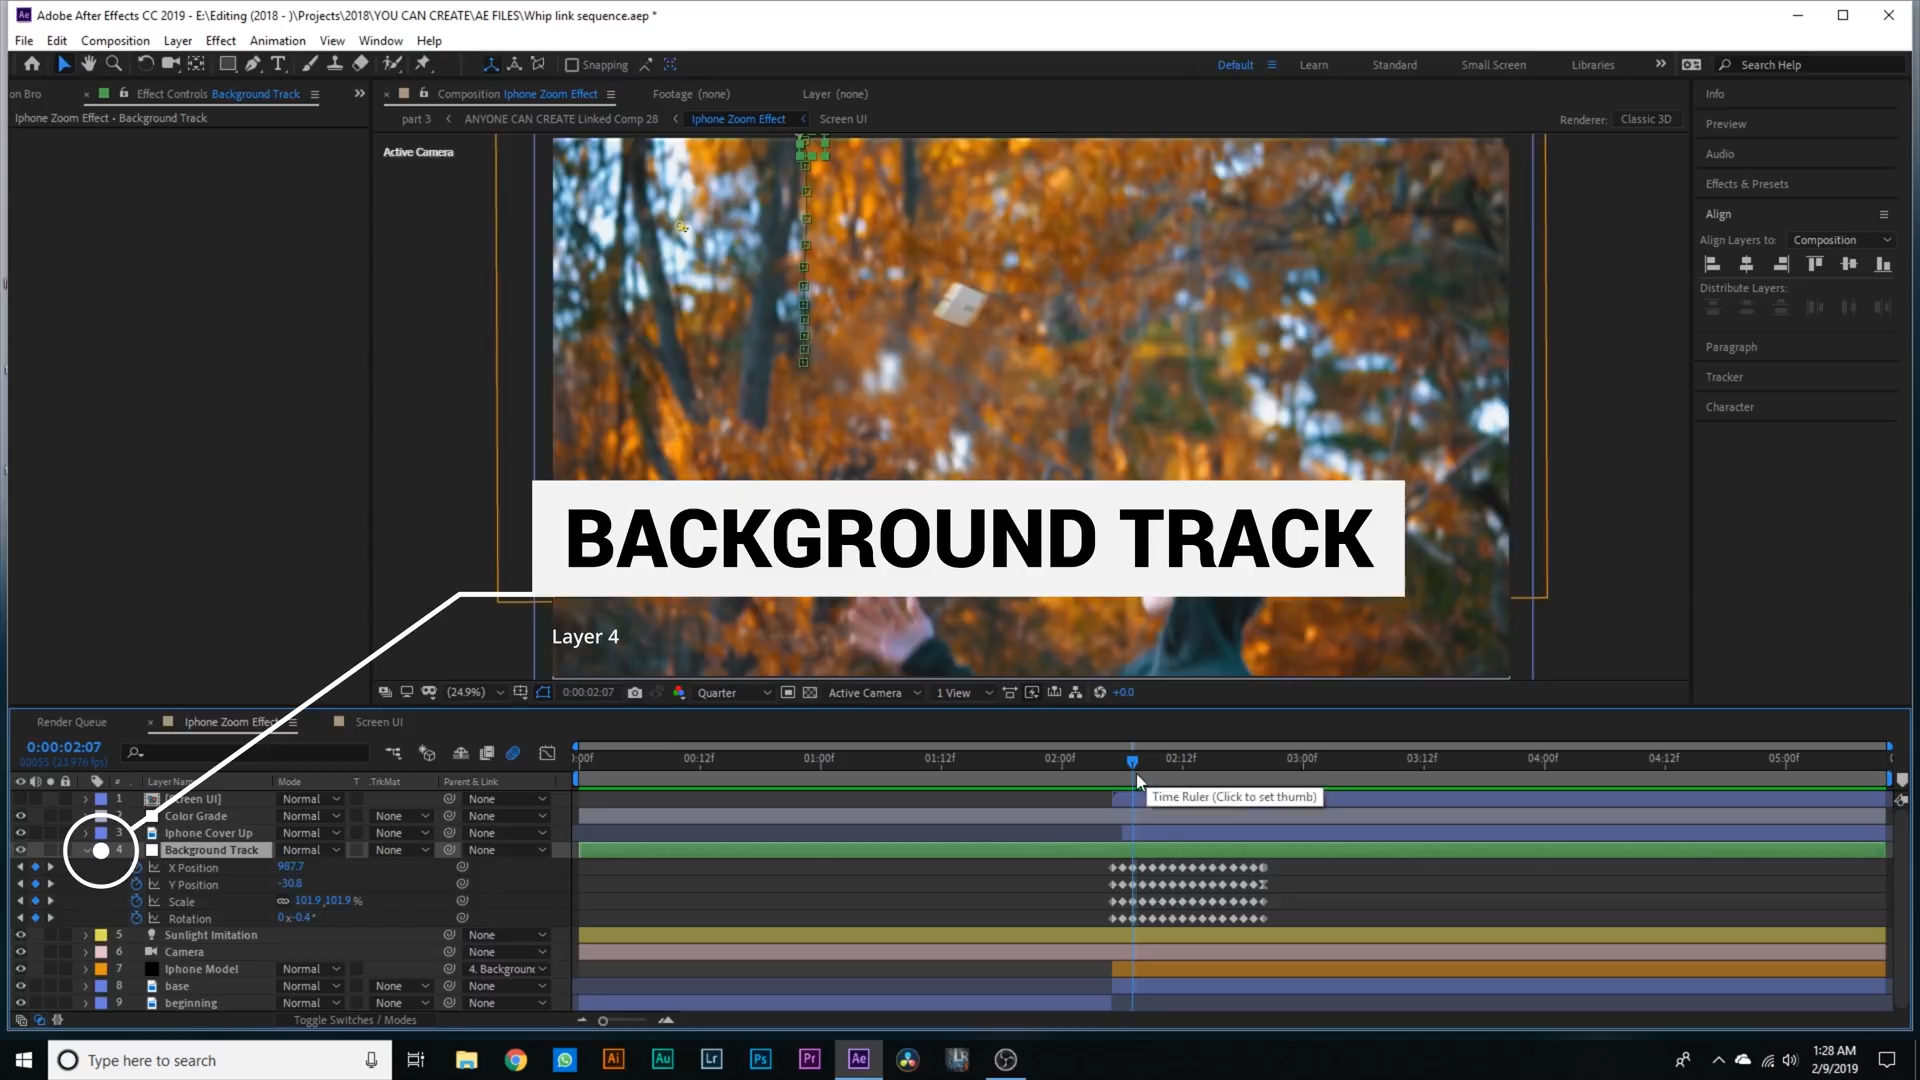 Adobe After Effects CC 2019 - E:\Editing (2018 - )\Projects\2018\YOU CAN CREATE\AE FILES\Whip link sequence.aep *
File Edit Composition Layer Effect Animation View Window Help
Snapping
Default Learn Standard Small Screen Libraries Search Help
on Bro Effect Controls Background Track Composition Iphone Zoom Effect Footage (none) Layer (none) Info
Iphone Zoom Effect • Background Track part 3 ANYONE CAN CREATE Linked Comp 28 Iphone Zoom Effect Screen UI Renderer: Classic 3D Preview
Active Camera
Audio
Effects & Presets
Align
Align Layers to: Composition
Distribute Layers:
Paragraph
Tracker
Character
BACKGROUND TRACK
Layer 4
(24.9%) 0:00:02:07 Quarter Active Camera 1 View +0.0
Render Queue Iphone Zoom Effect Screen UI
0:00:02:07
00055 (23.976 fps)
:00f 00:12f 01:00f 01:12f 02:00f 02:12f 03:00f 03:12f 04:00f 04:12f 05:00f
# Layer Name Mode T .TrkMat Parent & Link
Time Ruler (Click to set thumb)
1 [Screen UI] Normal None
2 Color Grade Normal None None
3 Iphone Cover Up Normal None None
4 Background Track Normal None None
X Position 987.7
Y Position -30.8
Scale 101.9,101.9 %
Rotation 0 x-0.4 °
5 Sunlight Imitation None
6 Camera None
7 Iphone Model Normal 4. Background
8 base Normal None None
9 beginning Normal None None
Toggle Switches / Modes
Type here to search
Ai Au Lr Ps Pr Ae
1:28 AM
2/9/2019